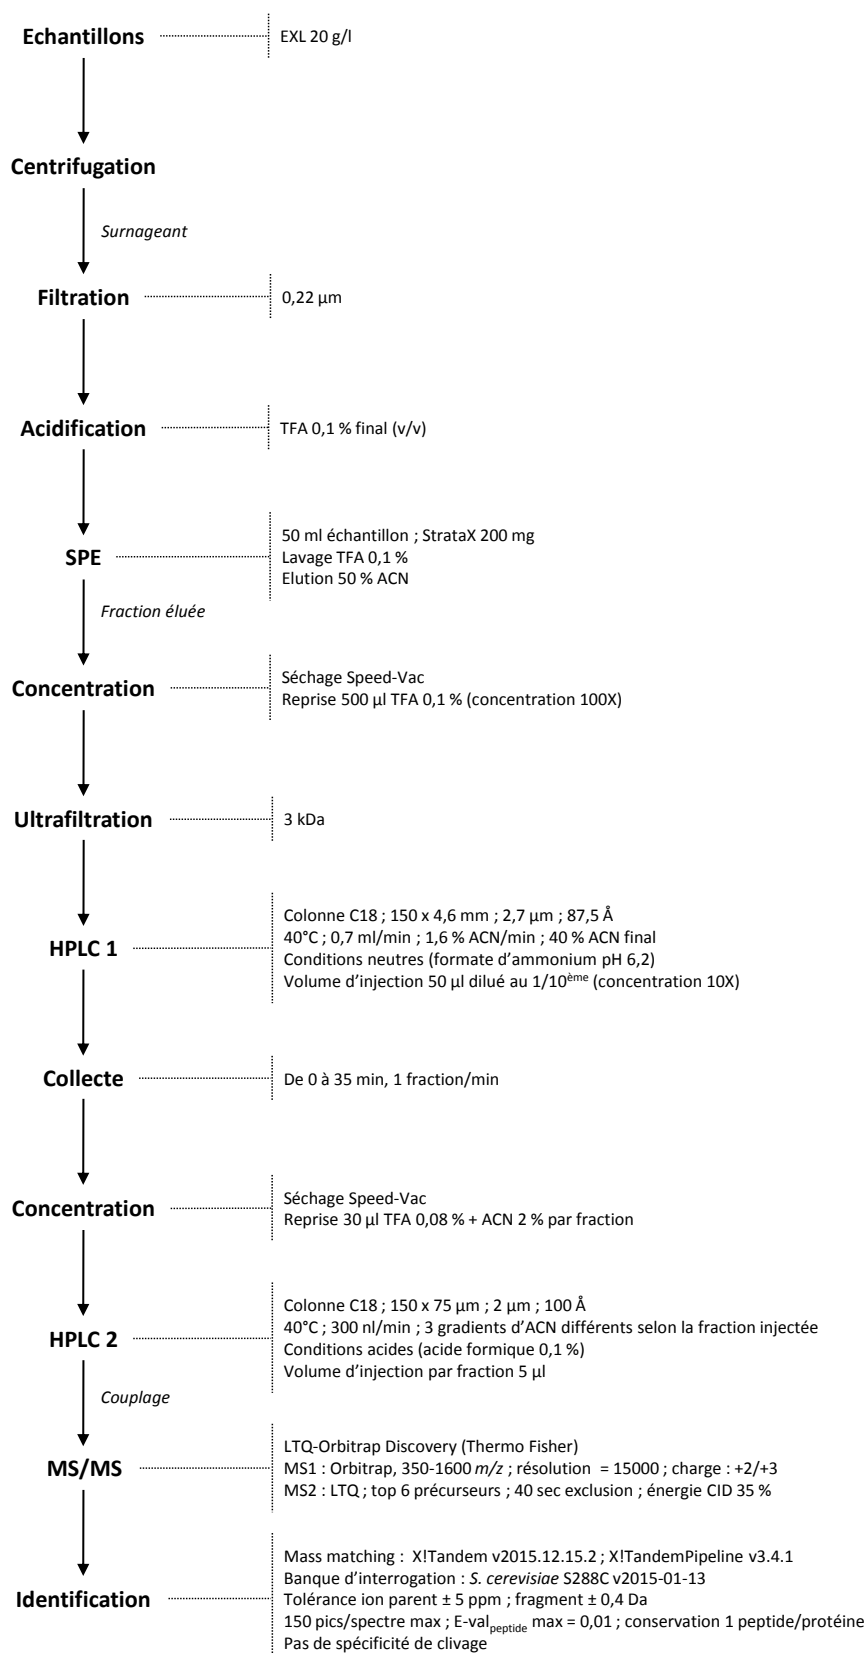 Echantillons
EXL 20 g/l
Centrifugation
Surnageant
Filtration
0,22 µm
Acidification
TFA 0,1 % final (v/v)
SPE
50 ml échantillon ; StrataX 200 mg
Lavage TFA 0,1 %
Elution 50 % ACN
Fraction éluée
Concentration
Séchage Speed-Vac
Reprise 500 µl TFA 0,1 % (concentration 100X)
Ultrafiltration
3 kDa
HPLC 1
Colonne C18 ; 150 x 4,6 mm ; 2,7 µm ; 87,5 Å
40°C ; 0,7 ml/min ; 1,6 % ACN/min ; 40 % ACN final
Conditions neutres (formate d’ammonium pH 6,2)
Volume d’injection 50 µl dilué au 1/10ème (concentration 10X)
Collecte
De 0 à 35 min, 1 fraction/min
Concentration
Séchage Speed-Vac
Reprise 30 µl TFA 0,08 % + ACN 2 % par fraction
HPLC 2
Colonne C18 ; 150 x 75 µm ; 2 µm ; 100 Å
40°C ; 300 nl/min ; 3 gradients d’ACN différents selon la fraction injectée
Conditions acides (acide formique 0,1 %)
Volume d’injection par fraction 5 µl
Couplage
MS/MS
LTQ-Orbitrap Discovery (Thermo Fisher)
MS1 : Orbitrap, 350-1600 m/z ; résolution = 15000 ; charge : +2/+3
MS2 : LTQ ; top 6 précurseurs ; 40 sec exclusion ; énergie CID 35 %
Identification
Mass matching : X!Tandem v2015.12.15.2 ; X!TandemPipeline v3.4.1
Banque d’interrogation : S. cerevisiae S288C v2015-01-13
Tolérance ion parent ± 5 ppm ; fragment ± 0,4 Da
150 pics/spectre max ; E-valpeptide max = 0,01 ; conservation 1 peptide/protéine
Pas de spécificité de clivage